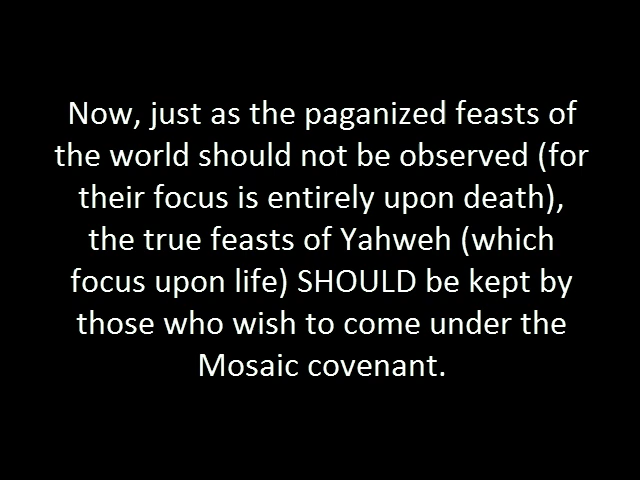 Now, just as the paganized feasts of
the world should not be observed (for
their focus is entirely upon death),
the true feasts of Yahweh (which
focus upon life) SHOULD be kept by
those who wish to come under the
Mosaic covenant.